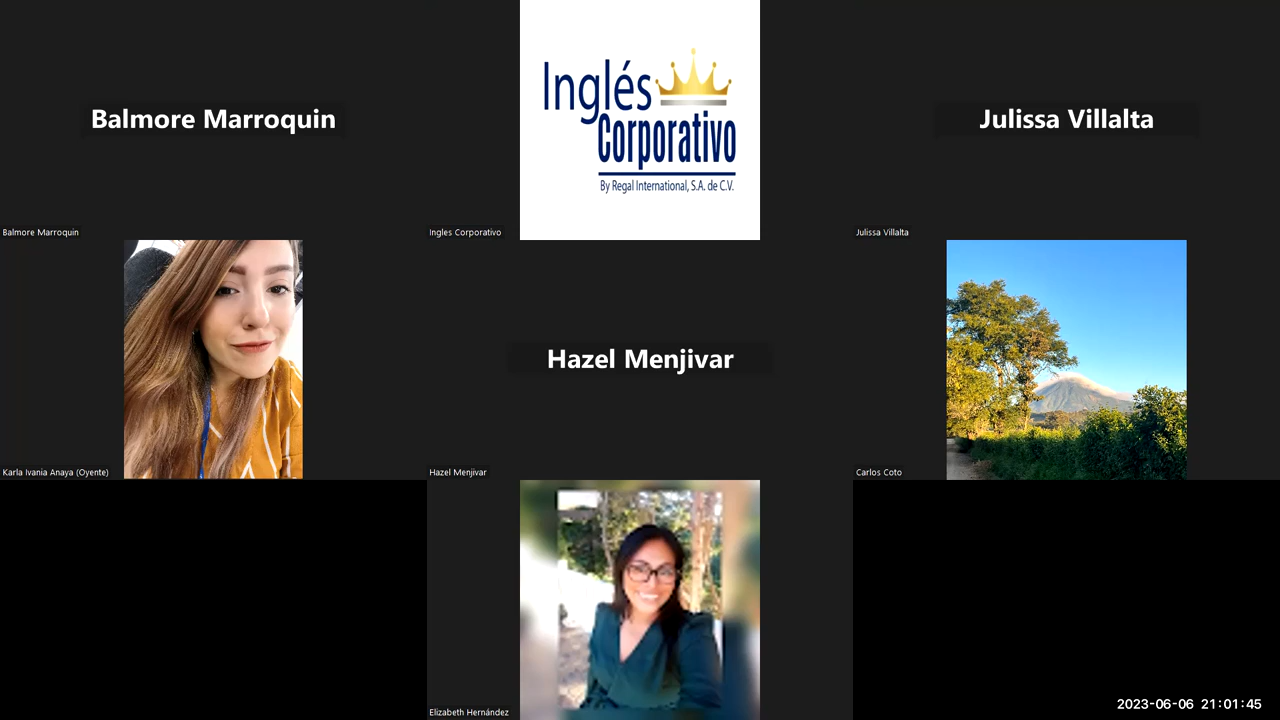 Balmore Marroquin
Inglés
Corporativo
By Regal International, S.A. de C.V.
Julissa Villalta
Balmore Marroquin
Ingles Corporativo
Julissa Villalta
Hazel Menjivar
Karla Ivania Anaya (Oyente)
Hazel Menjivar
Carlos Coto
Elizabeth Hernández
2023-06-06 21:01:45